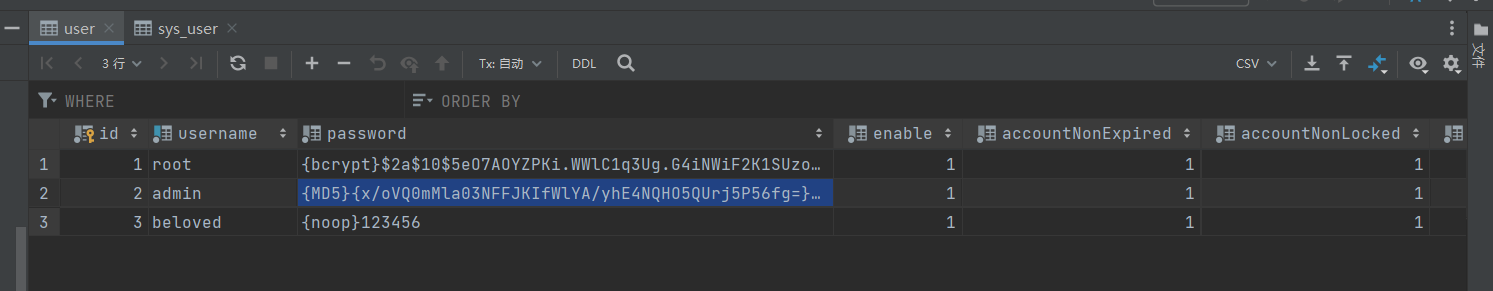 user
sys_user
3 行
Tx: 自动
DDL
CSV
文件
WHERE
ORDER BY
id username password enable accountNonExpired accountNonLocked
1 1 root {bcrypt}$2a$10$5eO7AOYZPKi.WWlC1q3Ug.G4iNWiF2K1SUzo… 1 1 1
2 2 admin {MD5}{x/oVQ0mMla03NFFJKIfWlYA/yhE4NQHO5QUrj5P56fg=}… 1 1 1
3 3 beloved {noop}123456 1 1 1